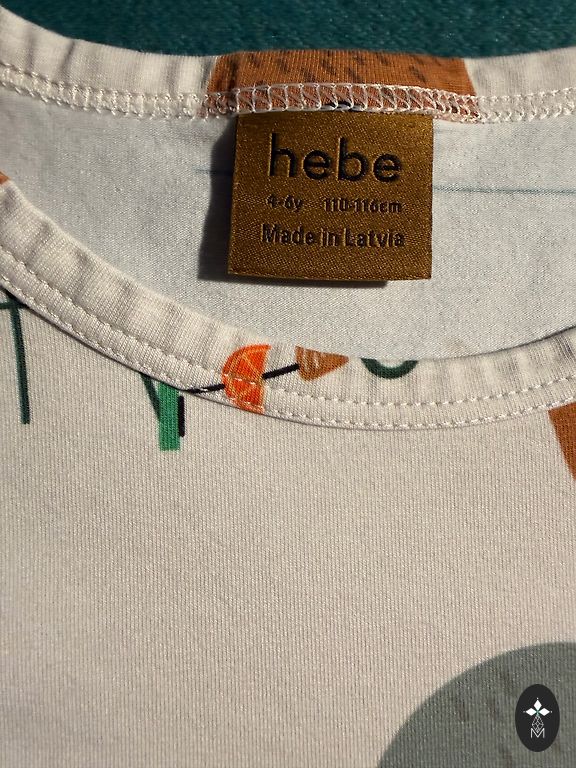 hebe
4-6y 110-116cm
Made in Latvia
M